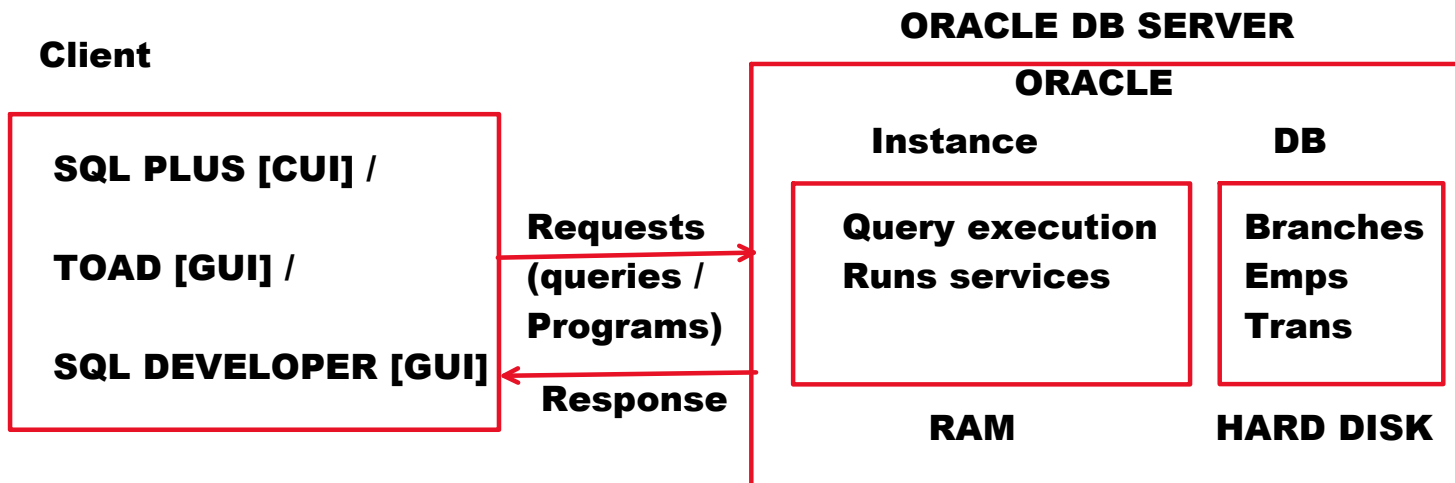 Client
SQL PLUS [CUI] /
TOAD [GUI] /
SQL DEVELOPER [GUI]
Requests
(queries /
Programs)
Response
ORACLE DB SERVER
ORACLE
Instance
Query execution
Runs services
RAM
DB
Branches
Emps
Trans
HARD DISK